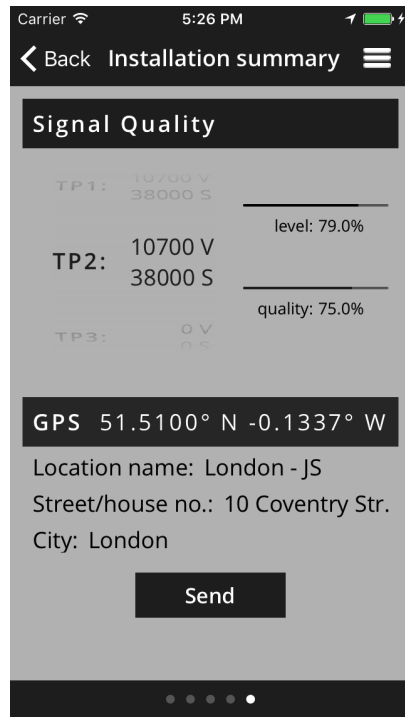 Carrier 5:26 PM
Back Installation summary
Signal Quality
TP1: 10700 V
38000 S
level: 79.0%
TP2: 10700 V
38000 S
quality: 75.0%
TP3: 0 V
0 S
GPS 51.5100° N -0.1337° W
Location name: London - JS
Street/house no.: 10 Coventry Str.
City: London
Send